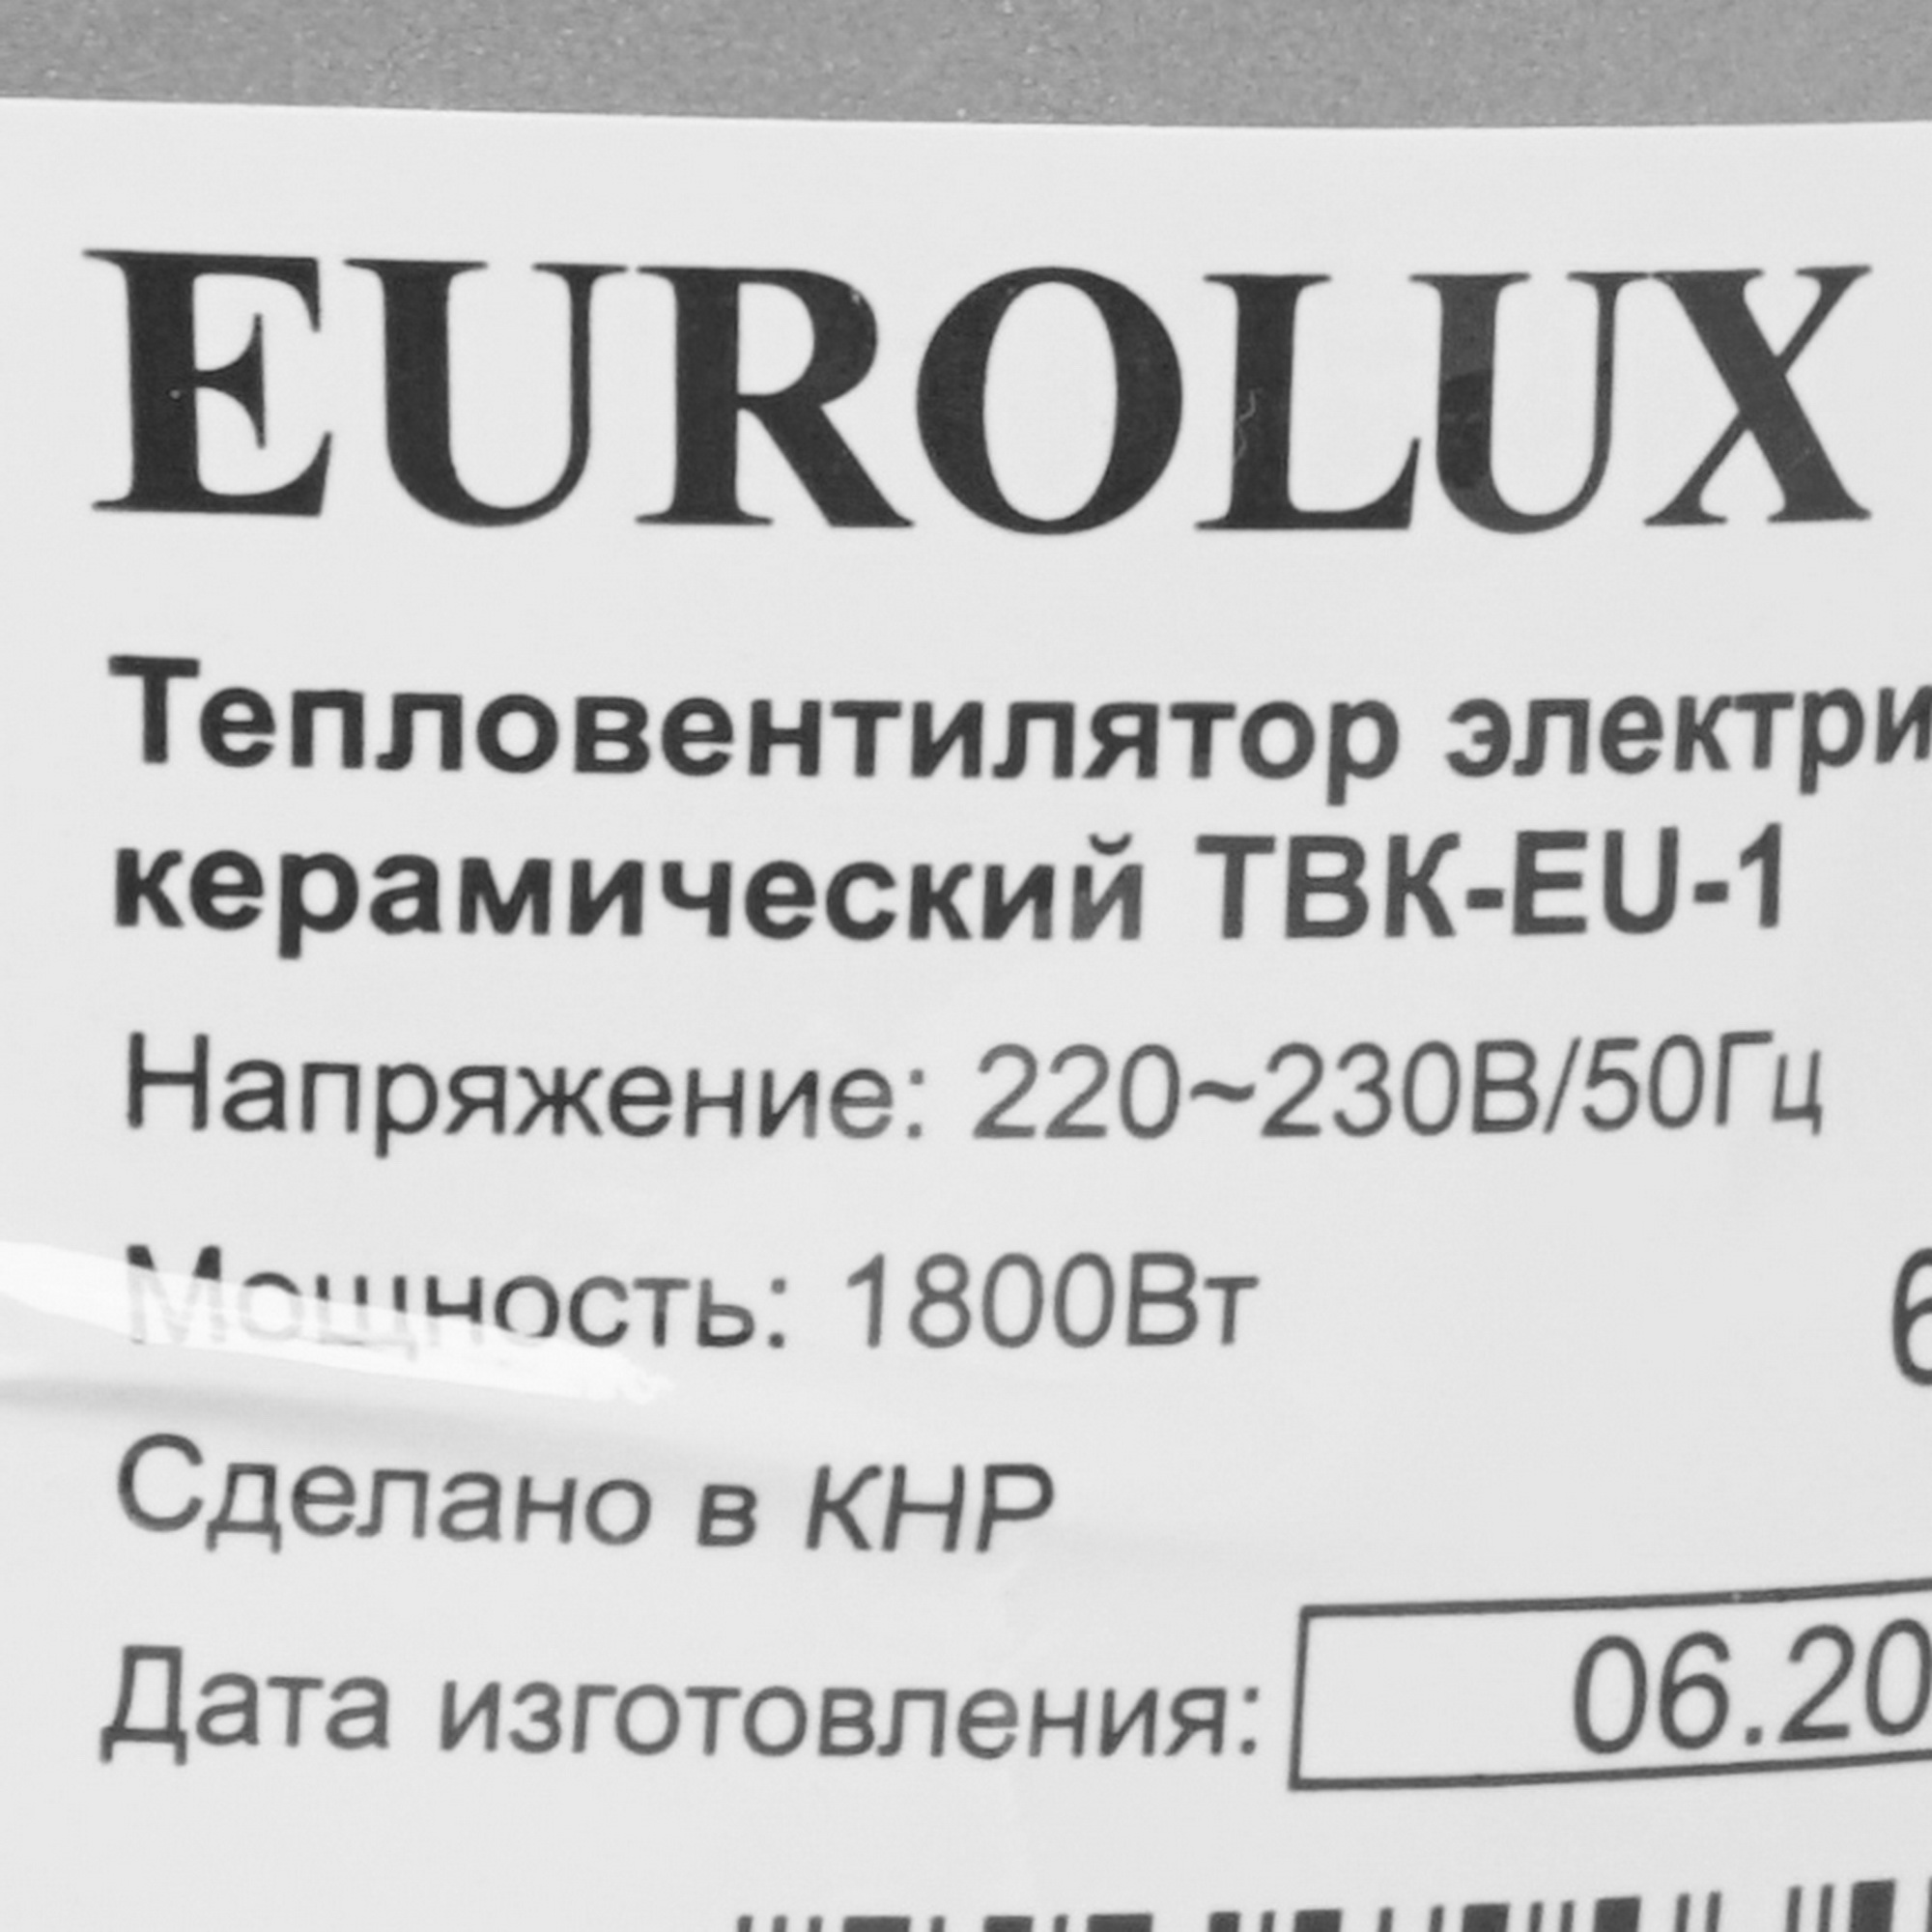 EUROLUX
Тепловентилятор электри
керамический ТВК-EU-1
Напряжение: 220~230В/50Гц
Мощность: 1800Вт
Сделано в КНР
Дата изготовления: 06.20